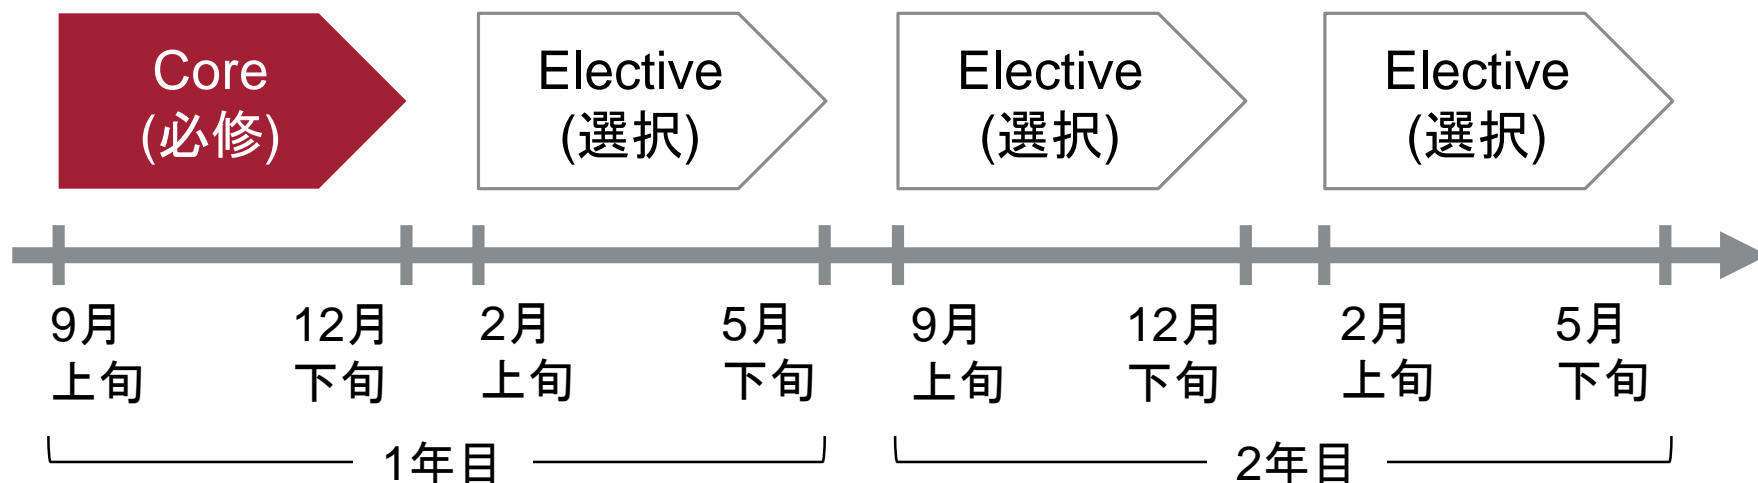 Core
(必修)
Elective
(選択)
Elective
(選択)
Elective
(選択)
9月
上旬
12月
下旬
2月
上旬
5月
下旬
9月
上旬
12月
下旬
2月
上旬
5月
下旬
1年目
2年目